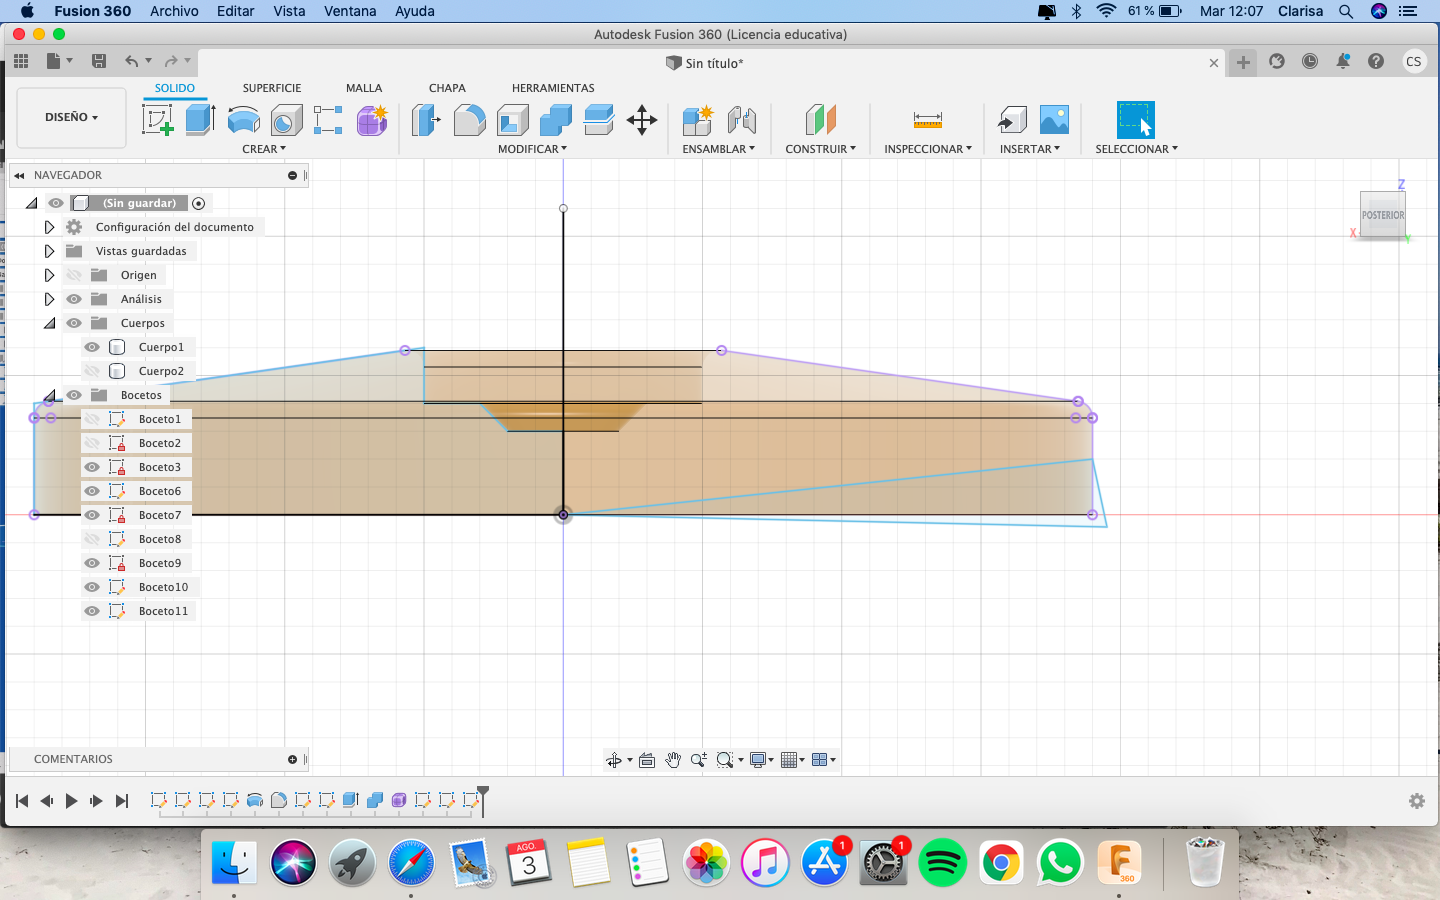 Fusion 360 Archivo Editar Vista Ventana Ayuda 61 % Mar 12:07 Clarisa
Autodesk Fusion 360 (Licencia educativa)
Sin título* CS
SOLIDO SUPERFICIE MALLA CHAPA HERRAMIENTAS
DISEÑO
CREAR MODIFICAR ENSAMBLAR CONSTRUIR INSPECCIONAR INSERTAR SELECCIONAR
NAVEGADOR
(Sin guardar)
Configuración del documento
Vistas guardadas
Origen
Análisis
Cuerpos
Cuerpo1
Cuerpo2
Bocetos
Boceto1
Boceto2
Boceto3
Boceto6
Boceto7
Boceto8
Boceto9
Boceto10
Boceto11
Z
POSTERIOR
X Y
COMENTARIOS
AGO.
3
1
1
360